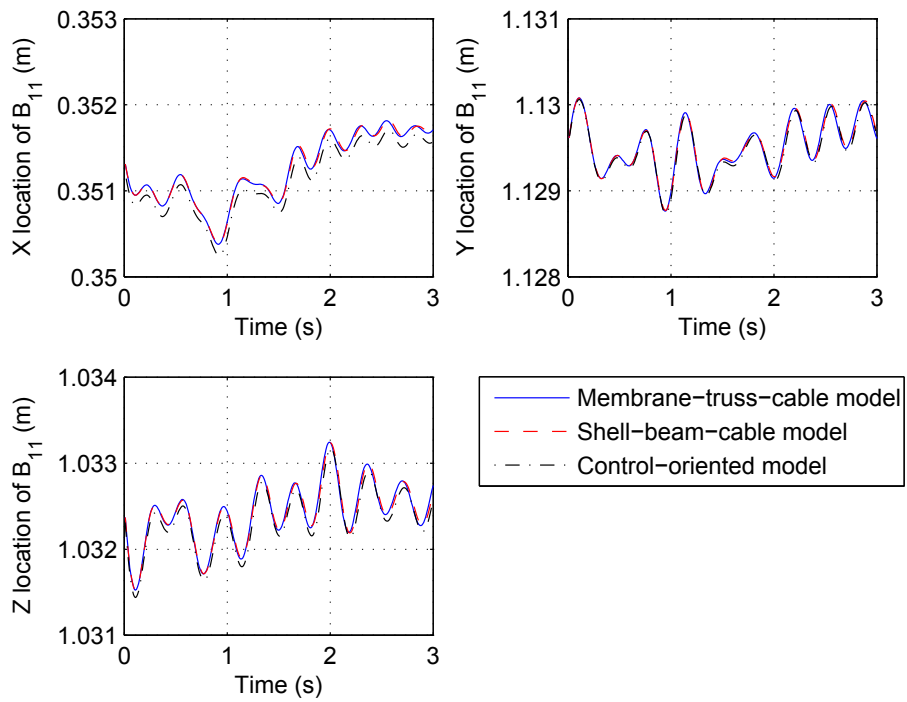 0.353
0.352
0.351
0.35
X location of B11 (m)
0 1 2 3
Time (s)
1.131
1.13
1.129
1.128
Y location of B11 (m)
0 1 2 3
Time (s)
1.034
1.033
1.032
1.031
Z location of B11 (m)
0 1 2 3
Time (s)
Membrane−truss−cable model
Shell−beam−cable model
Control−oriented model